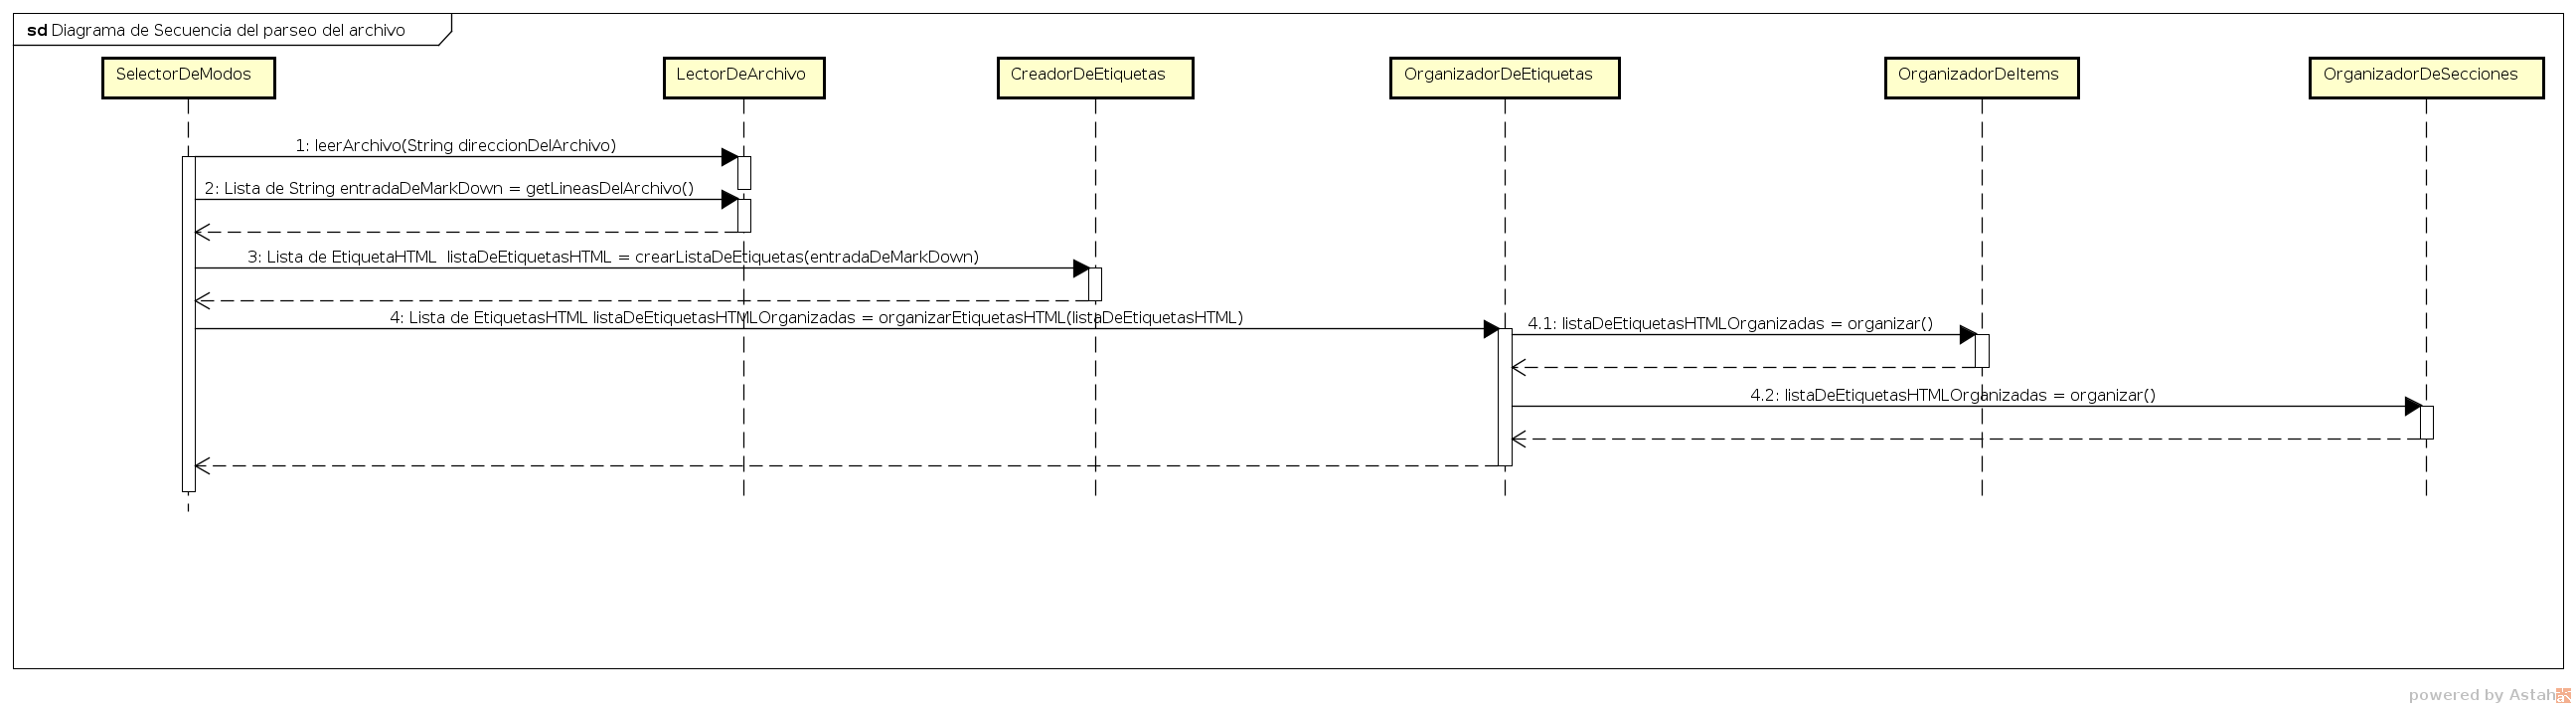 sd Diagrama de Secuencia del parseo del archivo
SelectorDeModos
LectorDeArchivo
CreadorDeEtiquetas
OrganizadorDeEtiquetas
OrganizadorDeItems
OrganizadorDeSecciones
1: leerArchivo(String direccionDelArchivo)
2: Lista de String entradaDeMarkDown = getLineasDelArchivo()
3: Lista de EtiquetaHTML  listaDeEtiquetasHTML = crearListaDeEtiquetas(entradaDeMarkDown)
4: Lista de EtiquetasHTML listaDeEtiquetasHTMLOrganizadas = organizarEtiquetasHTML(listaDeEtiquetasHTML)
4.1: listaDeEtiquetasHTMLOrganizadas = organizar()
4.2: listaDeEtiquetasHTMLOrganizadas = organizar()
powered by Astah